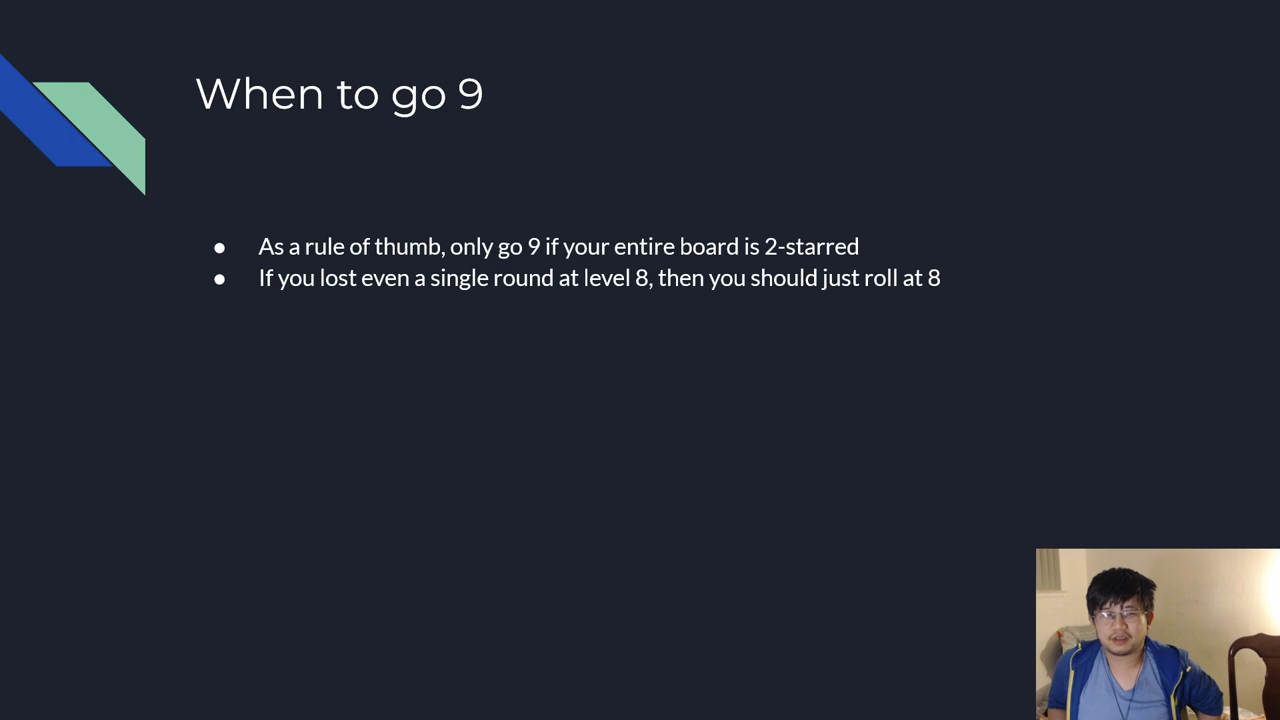 When to go 9
● As a rule of thumb, only go 9 if your entire board is 2-starred
● If you lost even a single round at level 8, then you should just roll at 8